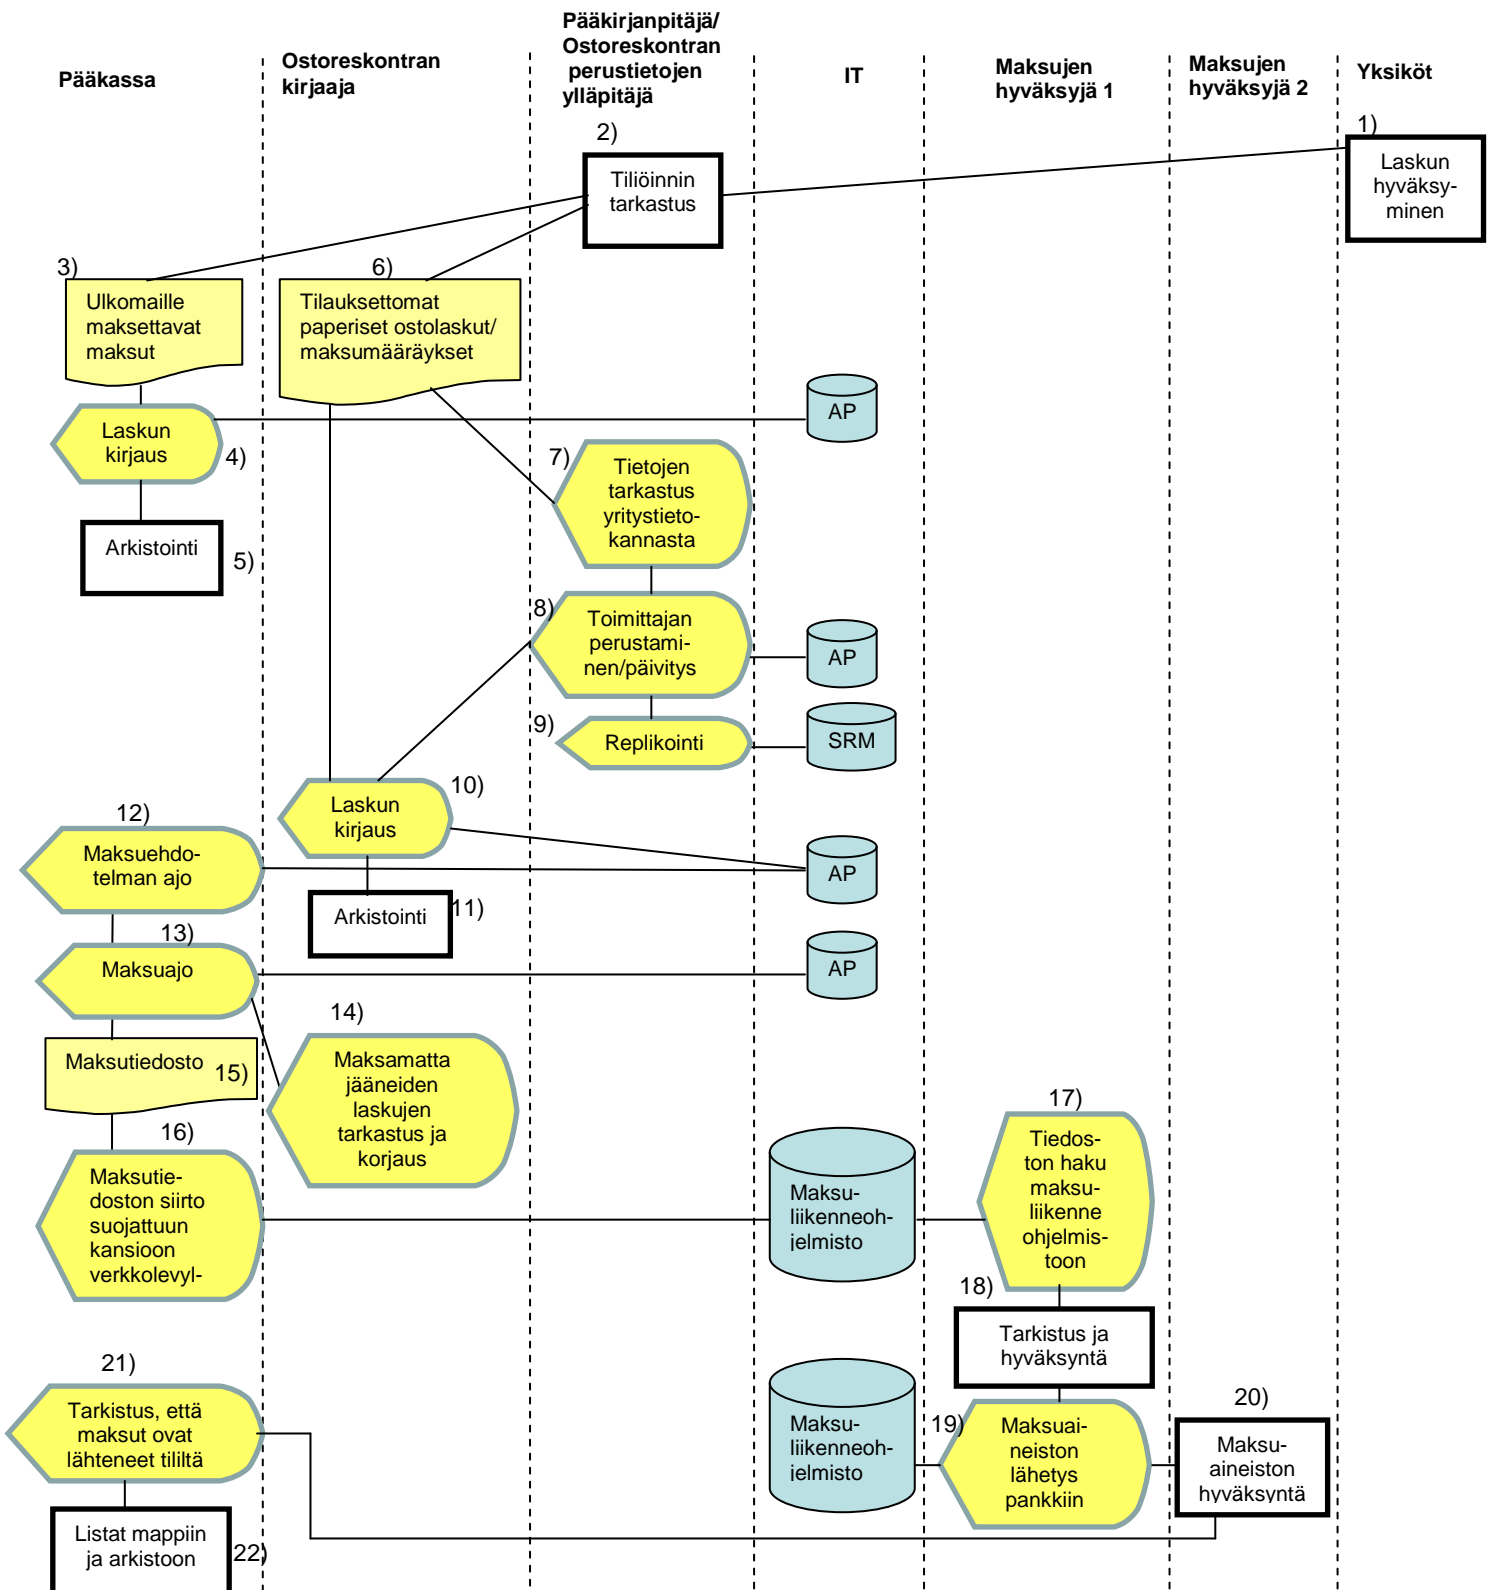 Pääkassa
Ostoreskontran
kirjaaja
Pääkirjanpitäjä/
Ostoreskontran
perustietojen
ylläpitäjä
IT
Maksujen
hyväksyjä 1
Maksujen
hyväksyjä 2
Yksiköt
1)
Laskun
hyväksy-
minen
2)
Tiliöinnin
tarkastus
3)
Ulkomaille
maksettavat
maksut
6)
Tilauksettomat
paperiset ostolaskut/
maksumääräykset
Laskun
kirjaus
4)
AP
Arkistointi
5)
7)
Tietojen
tarkastus
yritystieto-
kannasta
8)
Toimittajan
perustami-
nen/päivitys
AP
9)
Replikointi
SRM
10)
Laskun
kirjaus
12)
Maksuehdo-
telman ajo
AP
Arkistointi
11)
13)
Maksuajo
AP
14)
Maksamatta
jääneiden
laskujen
tarkastus ja
korjaus
Maksutiedosto
15)
16)
Maksutie-
doston siirto
suojattuun
kansioon
verkkolevyl-
Maksu-
liikenneoh-
jelmisto
17)
Tiedos-
ton haku
maksu-
liikenne
ohjelmis-
toon
18)
Tarkistus ja
hyväksyntä
21)
Tarkistus, että
maksut ovat
lähteneet tililtä
Maksu-
liikenneoh-
jelmisto
19)
Maksuai-
neiston
lähetys
pankkiin
20)
Maksu-
aineiston
hyväksyntä
Listat mappiin
ja arkistoon
22)